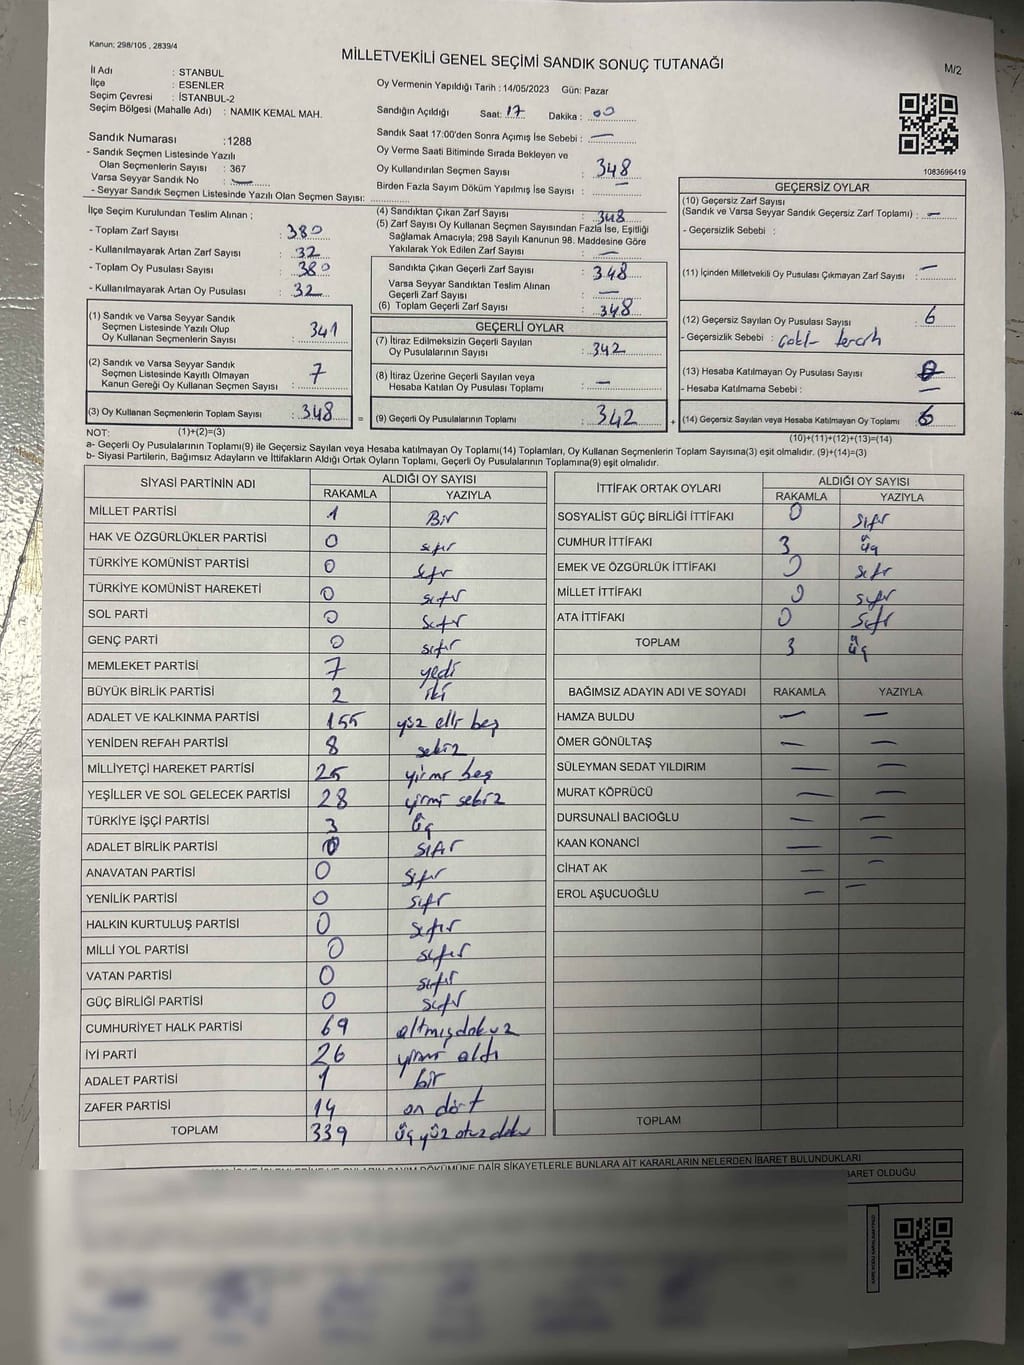 Kanun; 298/105 , 2839/4
MİLLETVEKİLİ GENEL SEÇİMİ SANDIK SONUÇ TUTANAĞI
M/2
İl Adı : STANBUL
İlçe : ESENLER
Seçim Çevresi : İSTANBUL-2
Seçim Bölgesi (Mahalle Adı) : NAMIK KEMAL MAH.
Sandık Numarası :1288
- Sandık Seçmen Listesinde Yazılı
Olan Seçmenlerin Sayısı : 367
Varsa Seyyar Sandık No : —
- Seyyar Sandık Seçmen Listesinde Yazılı Olan Seçmen Sayısı:
Oy Vermenin Yapıldığı Tarih : 14/05/2023 Gün: Pazar
Sandığın Açıldığı Saat: 17 Dakika : 00
Sandık Saat 17:00'den Sonra Açımış İse Sebebi : —
Oy Verme Saati Bitiminde Sırada Bekleyen ve
Oy Kullandırılan Seçmen Sayısı : 348
Birden Fazla Sayım Döküm Yapılmış İse Sayısı : —
1083696419
İlçe Seçim Kurulundan Teslim Alınan ;
- Toplam Zarf Sayısı : 380
- Kullanılmayarak Artan Zarf Sayısı : 32
- Toplam Oy Pusulası Sayısı : 380
- Kullanılmayarak Artan Oy Pusulası : 32
(4) Sandıktan Çıkan Zarf Sayısı : 348
(5) Zarf Sayısı Oy Kullanan Seçmen Sayısından Fazla İse, Eşitliği
Sağlamak Amacıyla; 298 Sayılı Kanunun 98. Maddesine Göre
Yakılarak Yok Edilen Zarf Sayısı : —
Sandıkta Çıkan Geçerli Zarf Sayısı : 348
Varsa Seyyar Sandıktan Teslim Alınan
Geçerli Zarf Sayısı : —
(6) Toplam Geçerli Zarf Sayısı : 348
GEÇERSİZ OYLAR
(10) Geçersiz Zarf Sayısı
(Sandık ve Varsa Seyyar Sandık Geçersiz Zarf Toplamı) : —
- Geçersizlik Sebebi :
(11) İçinden Milletvekili Oy Pusulası Çıkmayan Zarf Sayısı : —
(12) Geçersiz Sayılan Oy Pusulası Sayısı : 6
- Geçersizlik Sebebi :
(13) Hesaba Katılmayan Oy Pusulası Sayısı : 0
- Hesaba Katılmama Sebebi : —
(14) Geçersiz Sayılan veya Hesaba Katılmayan Oy Toplamı : 6
(10)+(11)+(12)+(13)=(14)
(1) Sandık ve Varsa Seyyar Sandık
Seçmen Listesinde Yazılı Olup
Oy Kullanan Seçmenlerin Sayısı : 341
(2) Sandık ve Varsa Seyyar Sandık
Seçmen Listesinde Kayıtlı Olmayan
Kanun Gereği Oy Kullanan Seçmen Sayısı : 7
(3) Oy Kullanan Seçmenlerin Toplam Sayısı : 348 =
GEÇERLİ OYLAR
(7) İtiraz Edilmeksizin Geçerli Sayılan
Oy Pusulalarının Sayısı : 342
(8) İtiraz Üzerine Geçerli Sayılan veya
Hesaba Katılan Oy Pusulası Toplamı : —
(9) Geçerli Oy Pusulalarının Toplamı : 342 +
NOT: (1)+(2)=(3)
a- Geçerli Oy Pusulalarının Toplamı(9) ile Geçersiz Sayılan veya Hesaba katılmayan Oy Toplamı(14) Toplamları, Oy Kullanan Seçmenlerin Toplam Sayısına(3) eşit olmalıdır. (9)+(14)=(3)
b- Siyasi Partilerin, Bağımsız Adayların ve İttifakların Aldığı Ortak Oyların Toplamı, Geçerli Oy Pusulalarının Toplamına(9) eşit olmalıdır.
SİYASİ PARTİNİN ADI ALDIĞI OY SAYISI
RAKAMLA YAZIYLA
MİLLET PARTİSİ 1 Bir
HAK VE ÖZGÜRLÜKLER PARTİSİ 0 sıfır
TÜRKİYE KOMÜNİST PARTİSİ 0 sıfır
TÜRKİYE KOMÜNİST HAREKETİ 0 sıfır
SOL PARTİ 0 sıfır
GENÇ PARTİ 0 sıfır
MEMLEKET PARTİSİ 7 yedi
BÜYÜK BİRLİK PARTİSİ 2 iki
ADALET VE KALKINMA PARTİSİ 155 yüz elli beş
YENİDEN REFAH PARTİSİ 8 sekiz
MİLLİYETÇİ HAREKET PARTİSİ 25 yirmi beş
YEŞİLLER VE SOL GELECEK PARTİSİ 28 yirmi sekiz
TÜRKİYE İŞÇİ PARTİSİ 3 üç
ADALET BİRLİK PARTİSİ 0 sıfır
ANAVATAN PARTİSİ 0 sıfır
YENİLİK PARTİSİ 0 sıfır
HALKIN KURTULUŞ PARTİSİ 0 sıfır
MİLLİ YOL PARTİSİ 0 sıfır
VATAN PARTİSİ 0 sıfır
GÜÇ BİRLİĞİ PARTİSİ 0 sıfır
CUMHURİYET HALK PARTİSİ 69 altmışdokuz
İYİ PARTİ 26 yirmi altı
ADALET PARTİSİ 1 bir
ZAFER PARTİSİ 14 on dört
TOPLAM 339 üç yüz otuz doku
İTTİFAK ORTAK OYLARI ALDIĞI OY SAYISI
RAKAMLA YAZIYLA
SOSYALİST GÜÇ BİRLİĞİ İTTİFAKI 0 sıfır
CUMHUR İTTİFAKI 3 üç
EMEK VE ÖZGÜRLÜK İTTİFAKI 0 sıfır
MİLLET İTTİFAKI 0 sıfır
ATA İTTİFAKI 0 sıfır
TOPLAM 3 üç
BAĞIMSIZ ADAYIN ADI VE SOYADI RAKAMLA YAZIYLA
HAMZA BULDU — —
ÖMER GÖNÜLTAŞ — —
SÜLEYMAN SEDAT YILDIRIM — —
MURAT KÖPRÜCÜ — —
DURSUNALİ BACIOĞLU — —
KAAN KONANCİ — —
CİHAT AK — —
EROL AŞUCUOĞLU — —
TOPLAM
DÖKÜMÜNE DAİR ŞİKAYETLERLE BUNLARA AİT KARARLARIN NELERDEN İBARET BULUNDUKLARI
BARET OLDUĞU